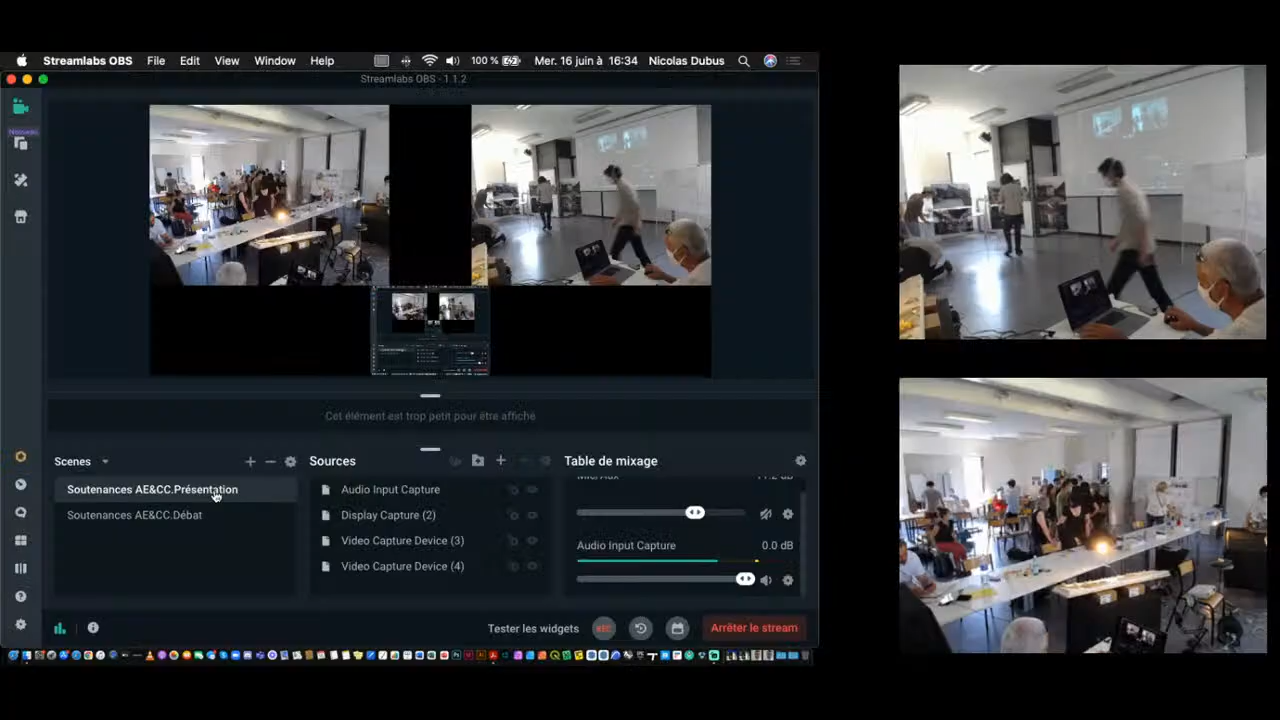 Streamlabs OBS File Edit View Window Help 100 % Mer. 16 juin à 16:34 Nicolas Dubus
Streamlabs OBS - 1.1.2
Nouveau
Cet élément est trop petit pour être affiché
Scenes
Soutenances AE&CC.Présentation
Soutenances AE&CC.Débat
Sources
Audio Input Capture
Display Capture (2)
Video Capture Device (3)
Video Capture Device (4)
Table de mixage
Audio Input Capture 0.0 dB
Tester les widgets REC Arrêter le stream